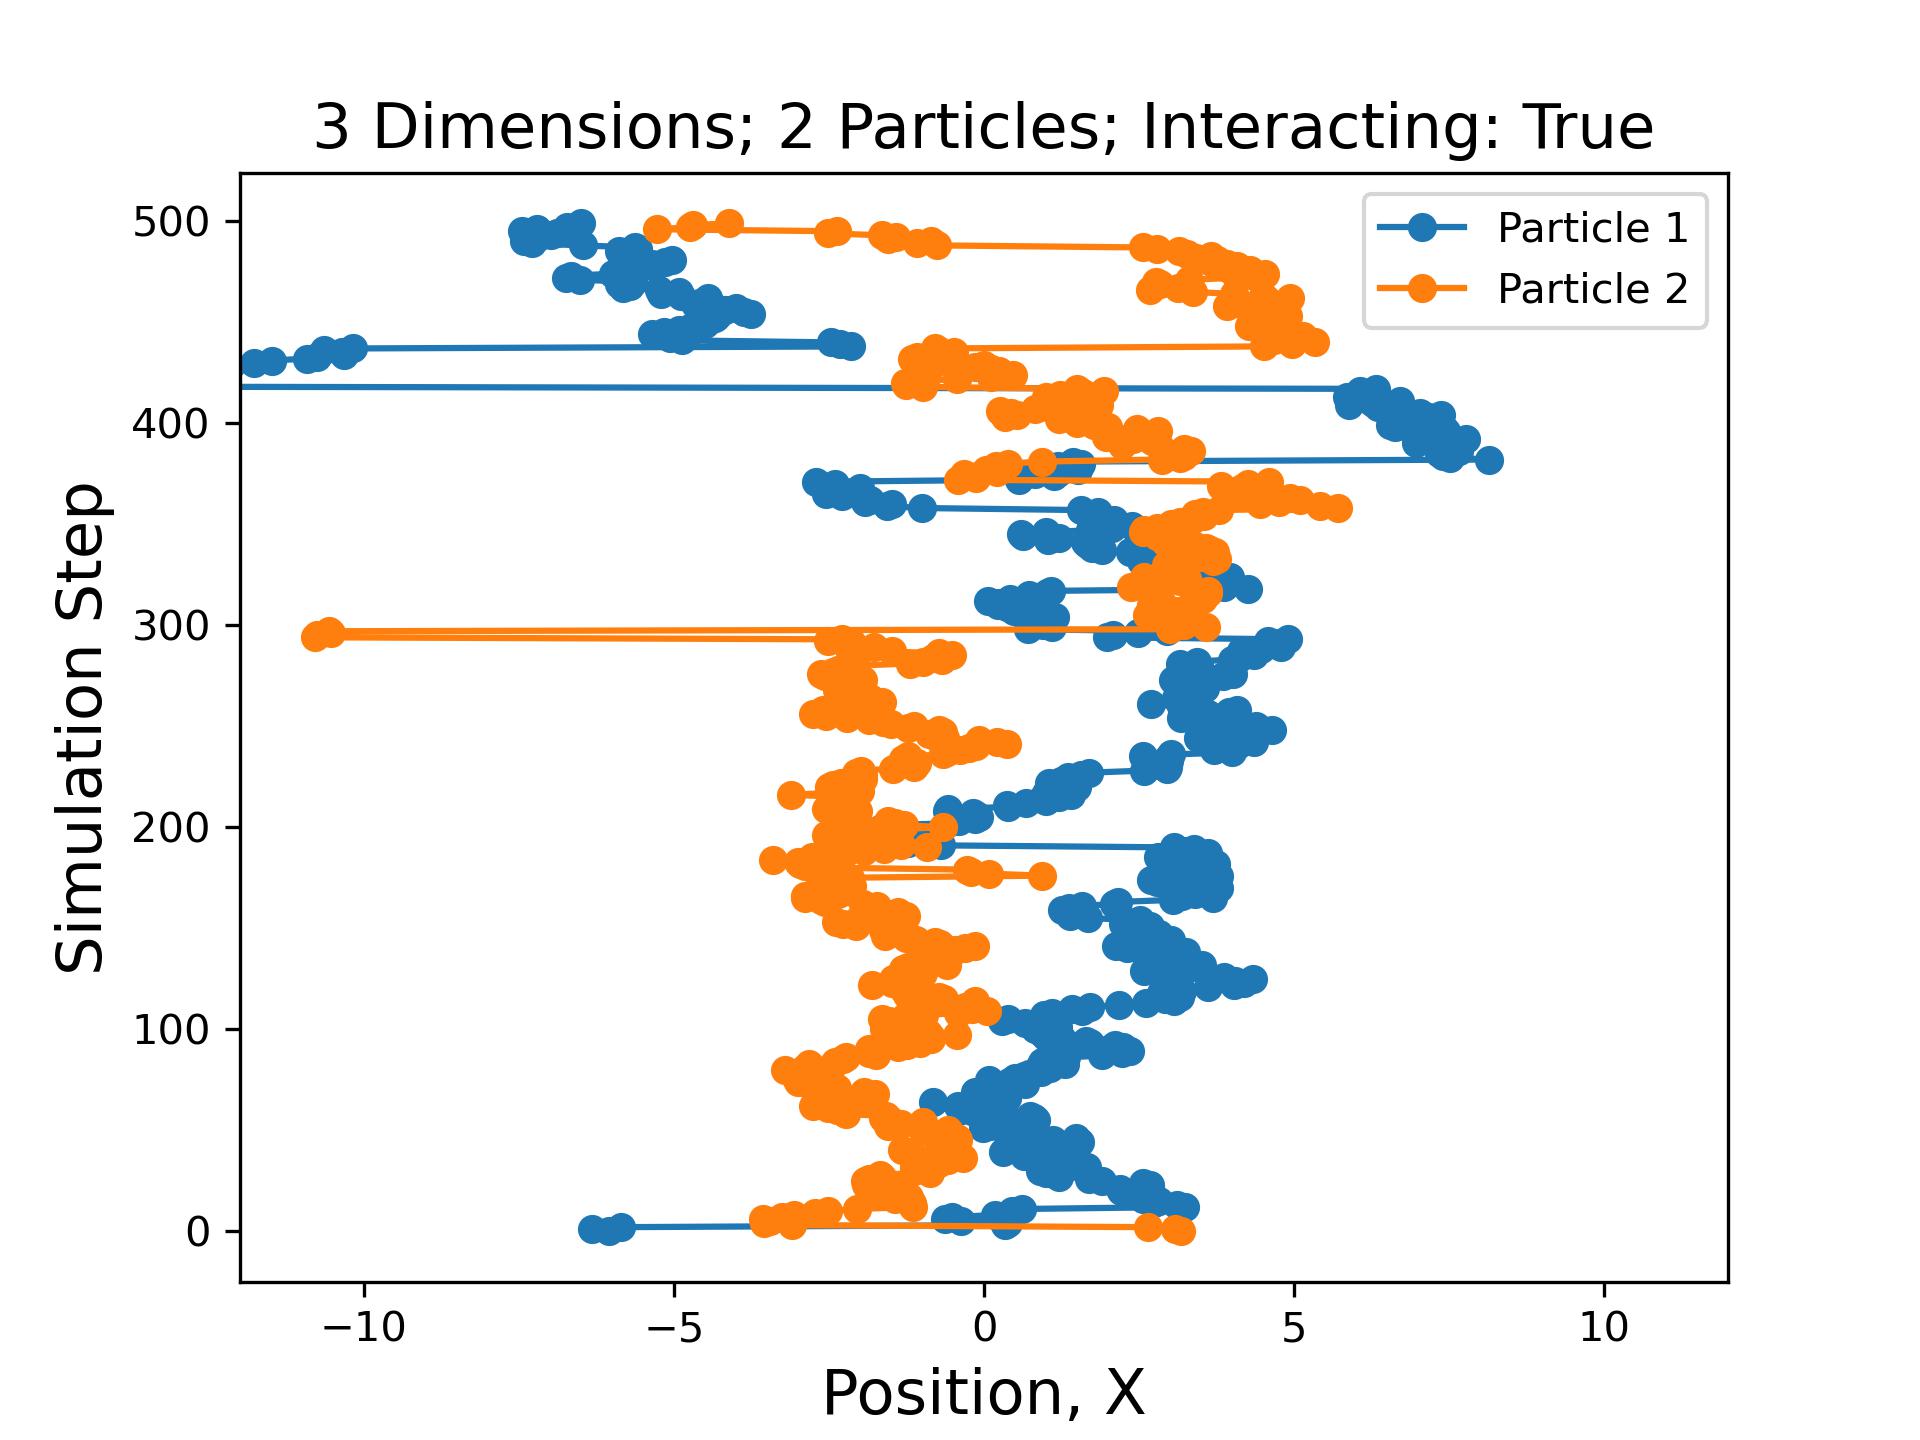 3 Dimensions; 2 Particles; Interacting: True
Particle 1
Particle 2
Simulation Step
500
400
300
200
100
0
−10
−5
0
5
10
Position, X